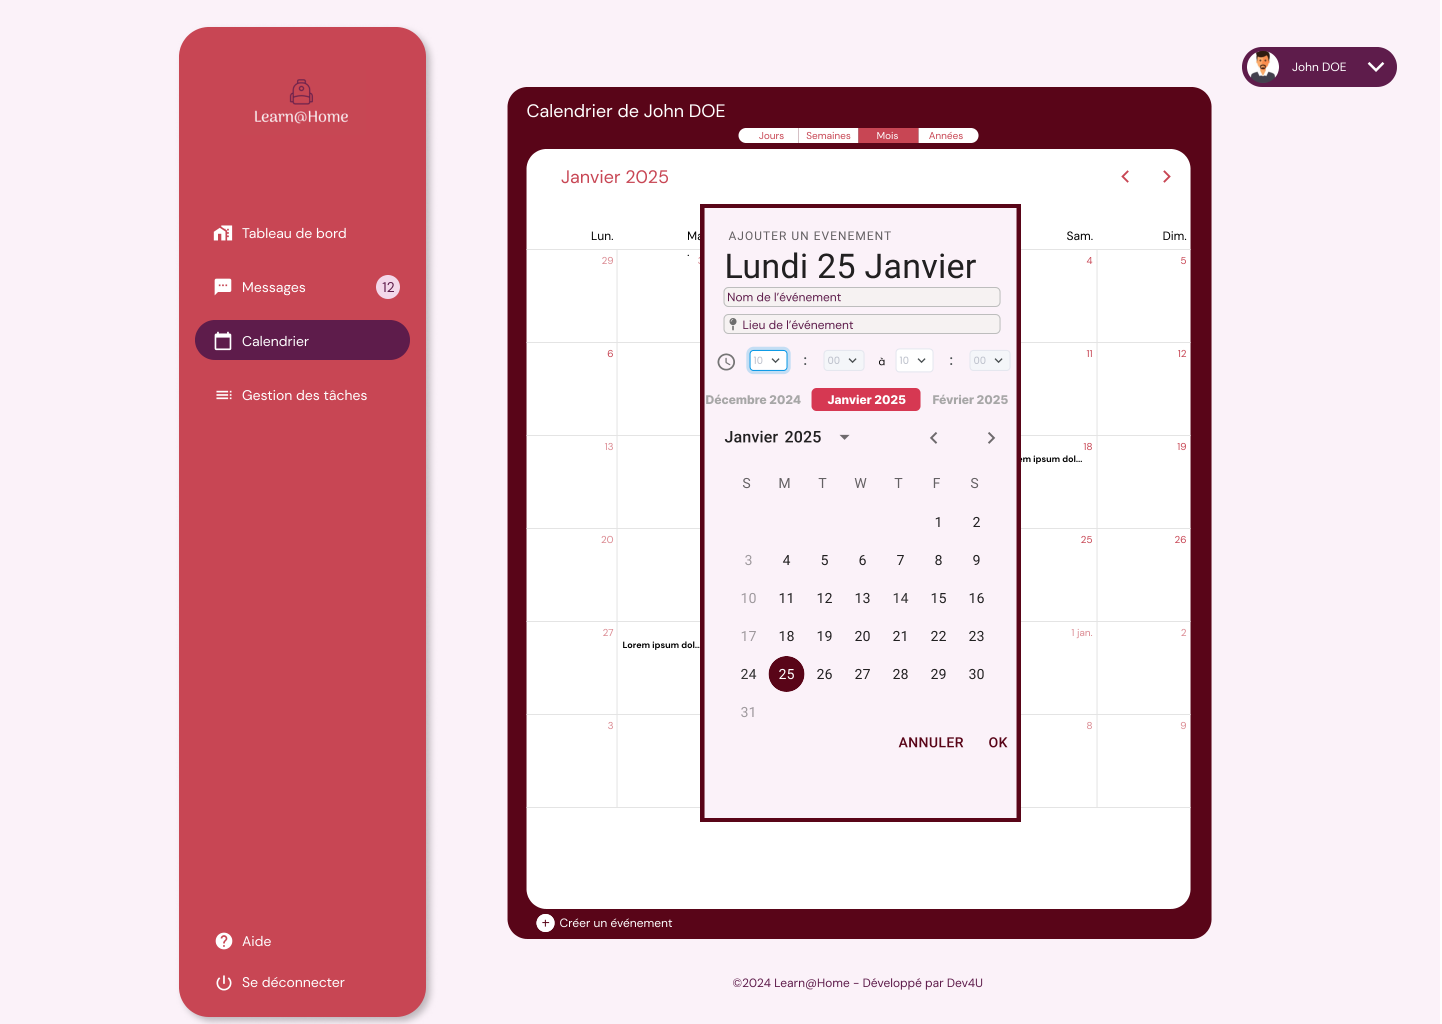 Learn@Home
Tableau de bord
Messages
12
Calendrier
Gestion des tâches
Aide
Se déconnecter
John DOE
Calendrier de John DOE
Jours Semaines Mois Années
Janvier 2025
Lun. Ma Sam. Dim.
29 4 5
6 11 12
13 18 19
em ipsum dol...
20 25 26
27 1 jan. 2
Lorem ipsum dol...
3 8 9
AJOUTER UN EVENEMENT
Lundi 25 Janvier
Nom de l'événement
Lieu de l'événement
10 : 00 à 10 : 00
Décembre 2024 Janvier 2025 Février 2025
Janvier 2025
S M T W T F S
1 2
3 4 5 6 7 8 9
10 11 12 13 14 15 16
17 18 19 20 21 22 23
24 25 26 27 28 29 30
31
ANNULER OK
Créer un événement
©2024 Learn@Home - Développé par Dev4U